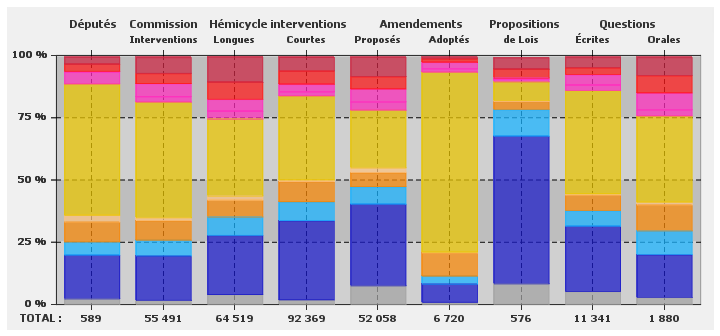 Députés Commission Hémicycle interventions Amendements Propositions Questions
Interventions Longues Courtes Proposés Adoptés de Lois Écrites Orales
100 %
75 %
50 %
25 %
0 %
TOTAL : 589 55 491 64 519 92 369 52 058 6 720 576 11 341 1 880